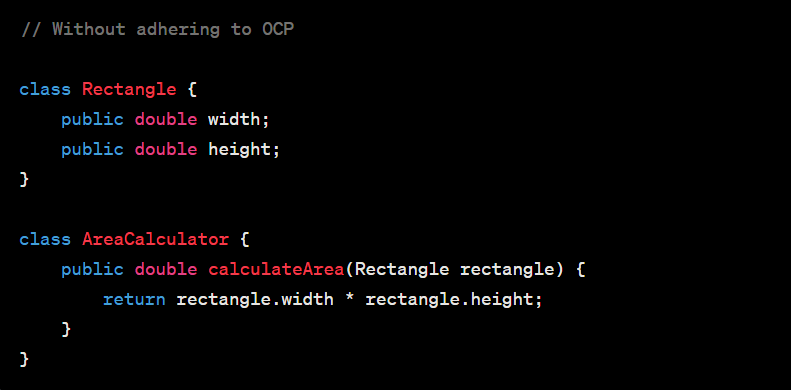 // Without adhering to OCP
class Rectangle {
    public double width;
    public double height;
}
class AreaCalculator {
    public double calculateArea(Rectangle rectangle) {
        return rectangle.width * rectangle.height;
    }
}